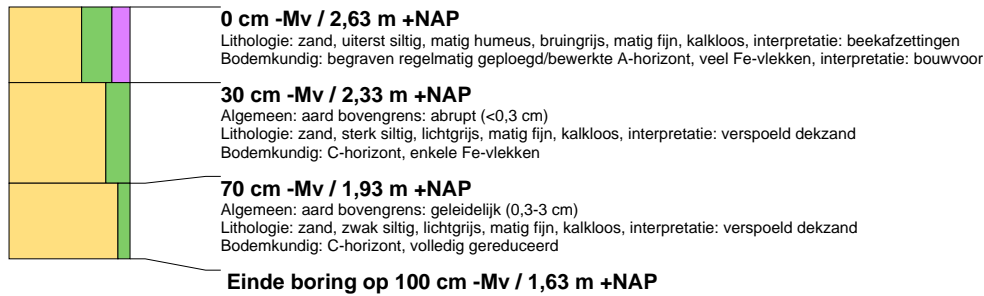 0 cm -Mv / 2,63 m +NAP
Lithologie: zand, uiterst siltig, matig humeus, bruingrijs, matig fijn, kalkloos, interpretatie: beekafzettingen
Bodemkundig: begraven regelmatig geploegd/bewerkte A-horizont, veel Fe-vlekken, interpretatie: bouwvoor
30 cm -Mv / 2,33 m +NAP
Algemeen: aard bovengrens: abrupt (<0,3 cm)
Lithologie: zand, sterk siltig, lichtgrijs, matig fijn, kalkloos, interpretatie: verspoeld dekzand
Bodemkundig: C-horizont, enkele Fe-vlekken
70 cm -Mv / 1,93 m +NAP
Algemeen: aard bovengrens: geleidelijk (0,3-3 cm)
Lithologie: zand, zwak siltig, lichtgrijs, matig fijn, kalkloos, interpretatie: verspoeld dekzand
Bodemkundig: C-horizont, volledig gereduceerd
Einde boring op 100 cm -Mv / 1,63 m +NAP